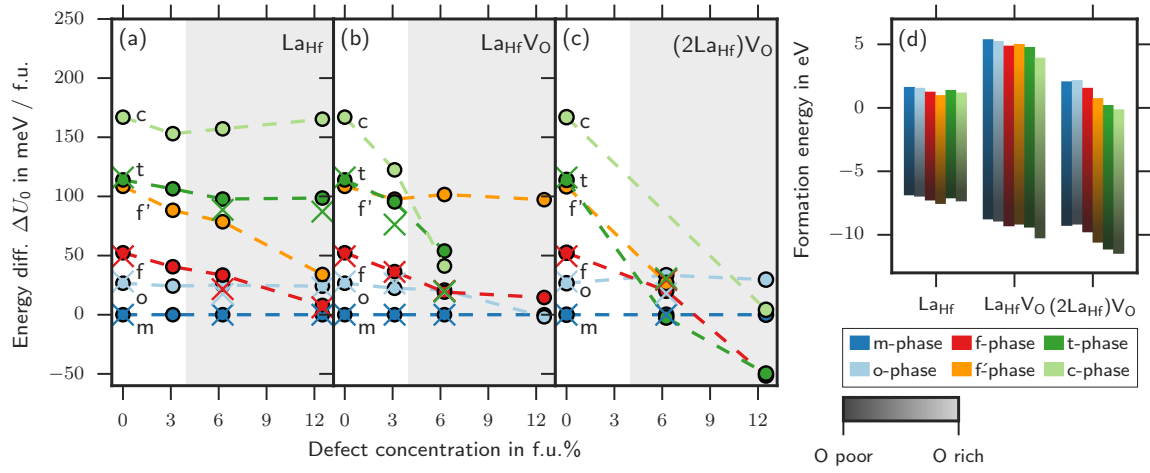 (a) La_Hf
(b) La_HfV_O
(c) (2La_Hf)V_O
(d)
Energy diff. ΔU_0 in meV / f.u.
250
200
150
100
50
0
−50
c
t
f'
f
o
m
c
t
f'
f
o
m
c
t
f'
f
o
m
0 3 6 9 12 0 3 6 9 12 0 3 6 9 12
Defect concentration in f.u.%
Formation energy in eV
5
0
−5
−10
La_Hf La_HfV_O (2La_Hf)V_O
m-phase f-phase t-phase
o-phase f'-phase c-phase
O poor O rich